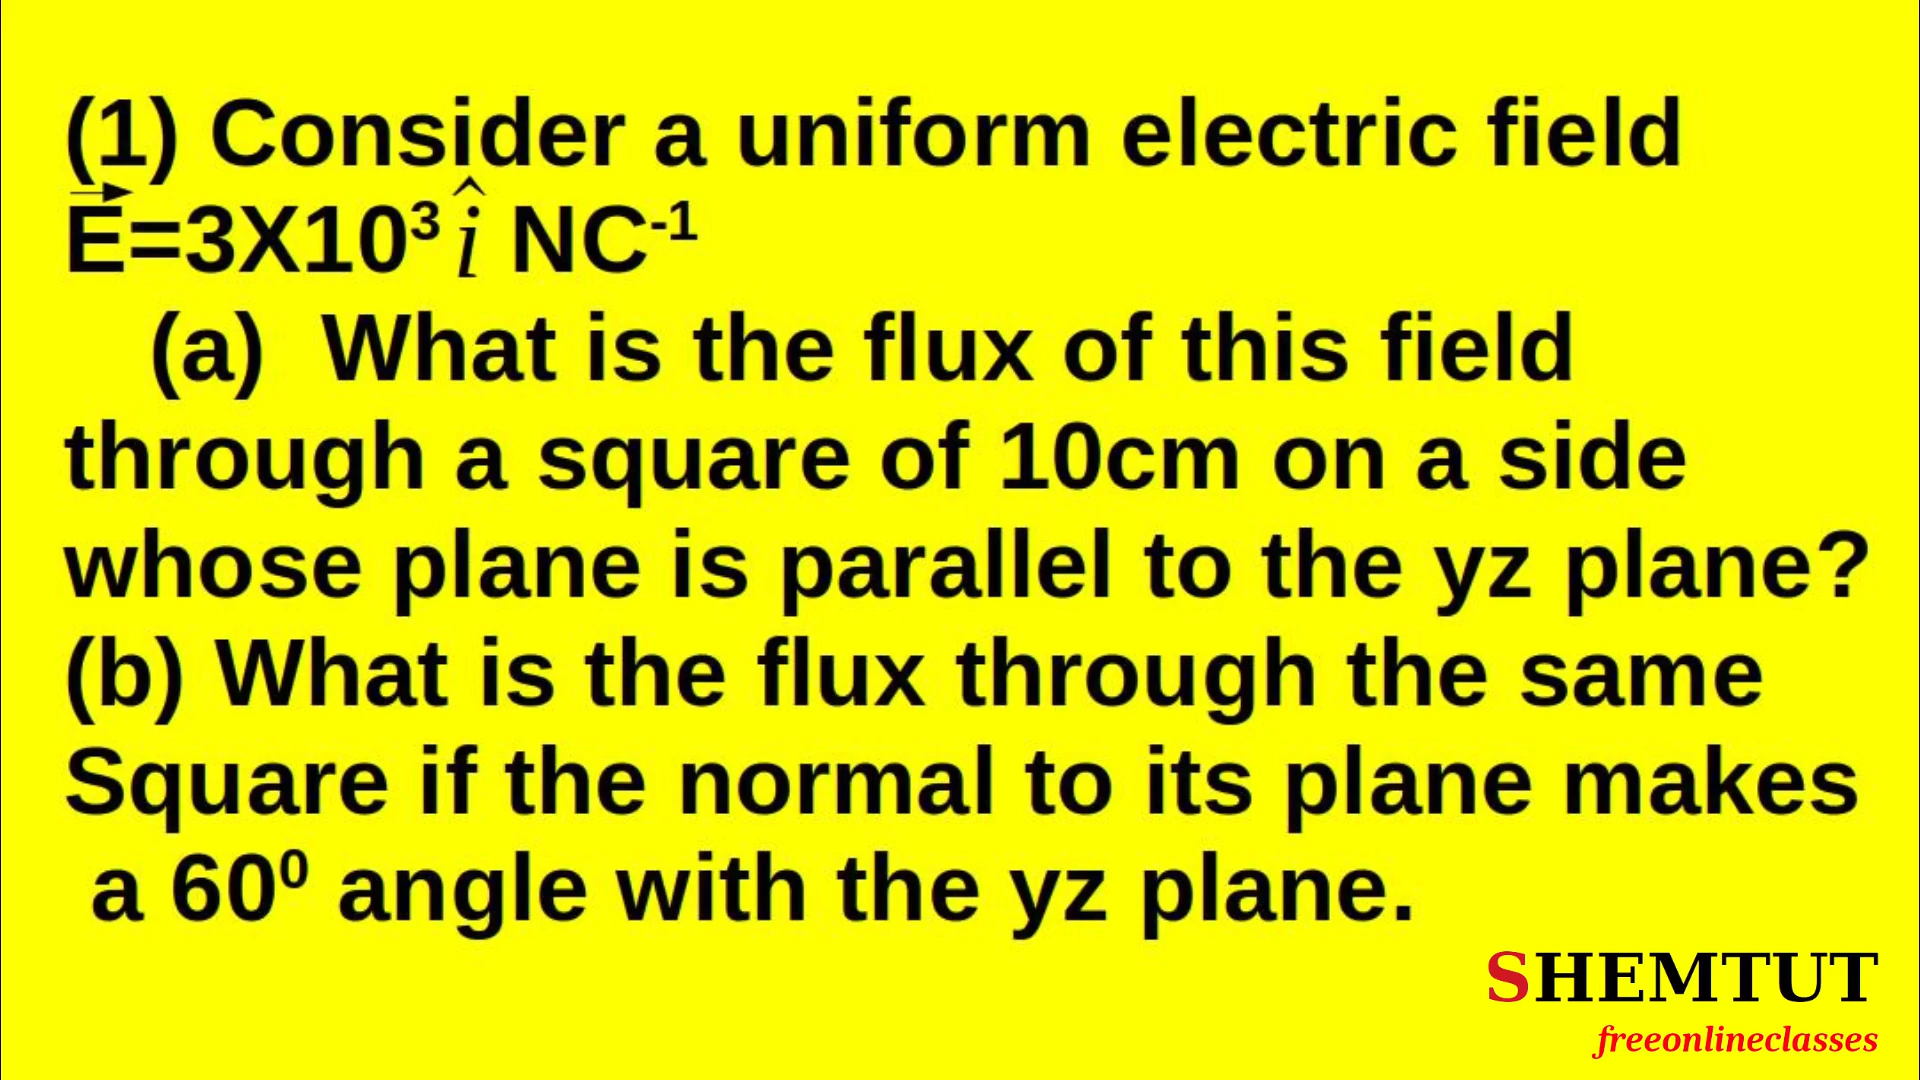 (1) Consider a uniform electric field
E⃗=3X10³ î NC⁻¹
(a) What is the flux of this field
through a square of 10cm on a side
whose plane is parallel to the yz plane?
(b) What is the flux through the same
Square if the normal to its plane makes
a 60⁰ angle with the yz plane.
SHEMTUT
freeonlineclasses